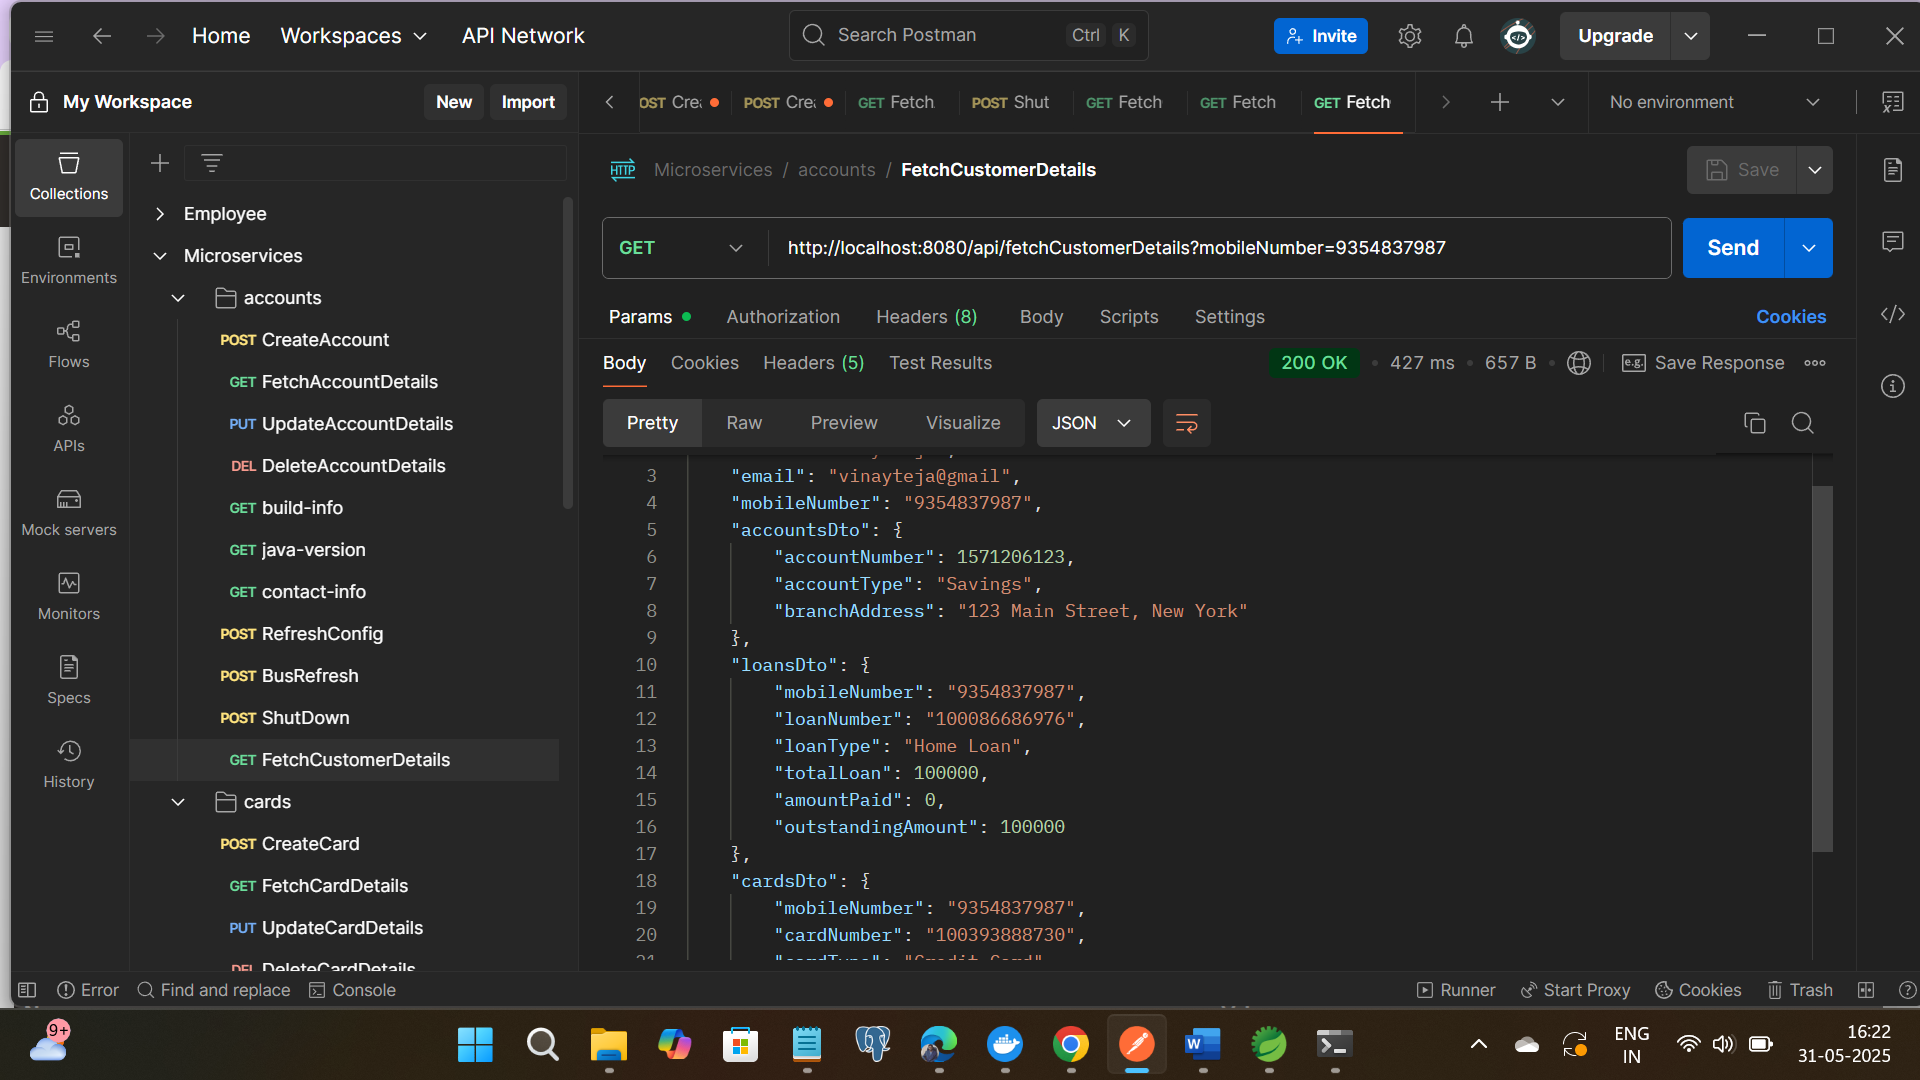 Home
Workspaces
API Network
Search Postman
Ctrl
K
Invite
Upgrade
My Workspace
New
Import
OST Cre
POST Crea
GET Fetch
POST Shut
GET Fetch
GET Fetch
GET Fetch
No environment
Collections
Environments
Flows
APIs
Mock servers
Monitors
Specs
History
Employee
Microservices
accounts
POST CreateAccount
GET FetchAccountDetails
PUT UpdateAccountDetails
DEL DeleteAccountDetails
GET build-info
GET java-version
GET contact-info
POST RefreshConfig
POST BusRefresh
POST ShutDown
GET FetchCustomerDetails
cards
POST CreateCard
GET FetchCardDetails
PUT UpdateCardDetails
DEL DeleteCardDetails
HTTP
Microservices / accounts / FetchCustomerDetails
Save
GET
http://localhost:8080/api/fetchCustomerDetails?mobileNumber=9354837987
Send
Params
Authorization
Headers (8)
Body
Scripts
Settings
Cookies
Body
Cookies
Headers (5)
Test Results
200 OK
427 ms
657 B
e.g.
Save Response
Pretty
Raw
Preview
Visualize
JSON
3 "email": "vinayteja@gmail",
4 "mobileNumber": "9354837987",
5 "accountsDto": {
6 "accountNumber": 1571206123,
7 "accountType": "Savings",
8 "branchAddress": "123 Main Street, New York"
9 },
10 "loansDto": {
11 "mobileNumber": "9354837987",
12 "loanNumber": "100086686976",
13 "loanType": "Home Loan",
14 "totalLoan": 100000,
15 "amountPaid": 0,
16 "outstandingAmount": 100000
17 },
18 "cardsDto": {
19 "mobileNumber": "9354837987",
20 "cardNumber": "100393888730",
21 "cardType": "Credit Card"
Error
Find and replace
Console
Runner
Start Proxy
Cookies
Trash
9+
W
ENG
IN
16:22
31-05-2025